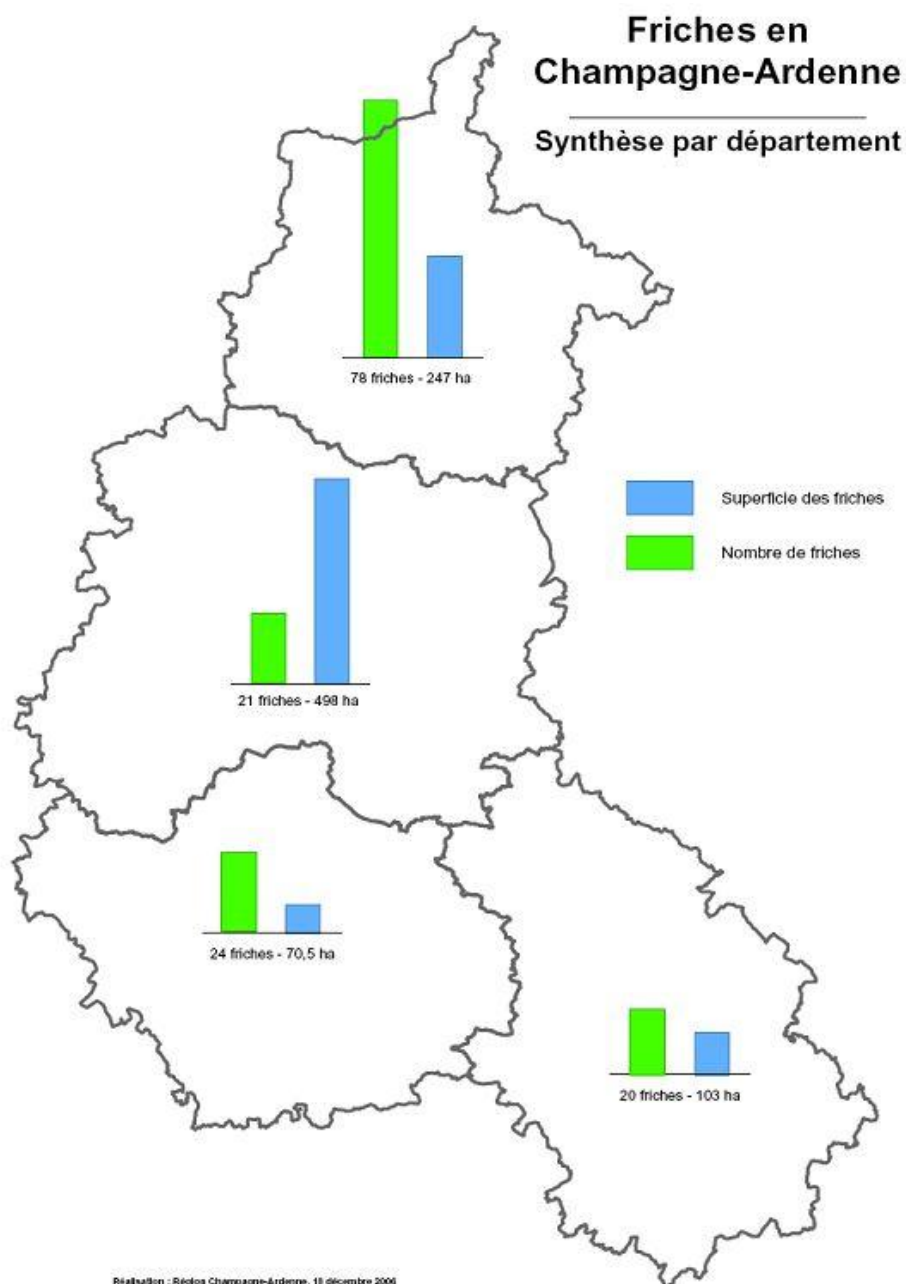 Friches en
Champagne-Ardenne
Synthèse par département
78 friches - 247 ha
Superficie des friches
Nombre de friches
21 friches - 498 ha
24 friches - 70,5 ha
20 friches - 103 ha
Réalisation : Région Champagne-Ardenne, 18 décembre 2006